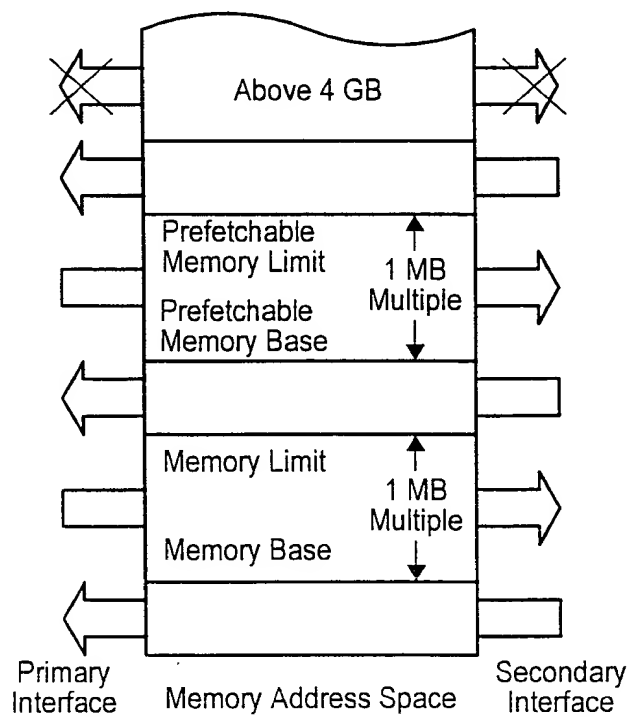 Above 4 GB
Prefetchable
Memory Limit
1 MB
Multiple
Prefetchable
Memory Base
Memory Limit
1 MB
Multiple
Memory Base
Primary
Interface
Memory Address Space
Secondary
Interface